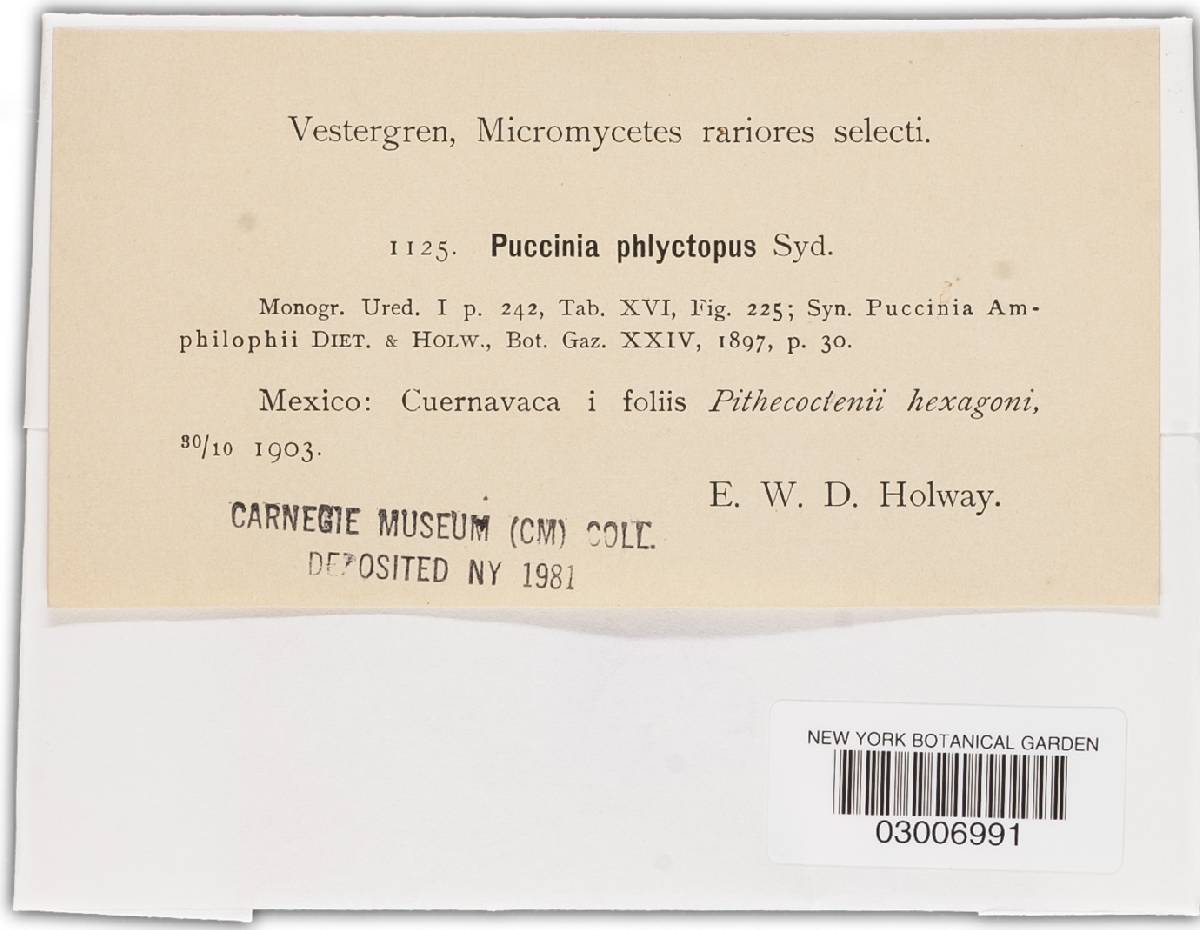 Vestergren, Micromycetes rariores selecti.
1125. Puccinia phlyctopus Syd.
Monogr. Ured. I p. 242, Tab. XVI, Fig. 225; Syn. Puccinia Am-
philophii DIET. & HOLW., Bot. Gaz. XXIV, 1897, p. 30.
Mexico: Cuernavaca i foliis Pithecoctenii hexagoni,
30/10 1903.
E. W. D. Holway.
CARNEGIE MUSEUM (CM) COLL.
DEPOSITED NY 1981
NEW YORK BOTANICAL GARDEN
03006991